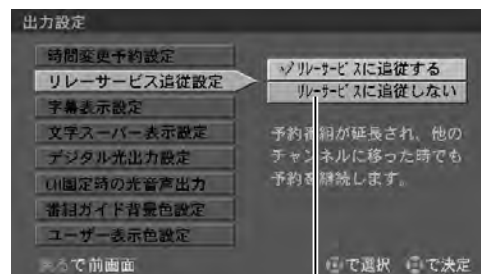 出力設定
時間変更予約設定
リレーサービス追従設定
字幕表示設定
文字スーパー表示設定
デジタル光出力設定
CH固定時の光音声出力
番組ガイド背景色設定
ユーザー表示色設定
リレーサービスに追従する
リレーサービスに追従しない
予約番組が延長され、他の
チャンネルに移った時でも
予約を継続します。
戻るで前画面
で選択 で決定